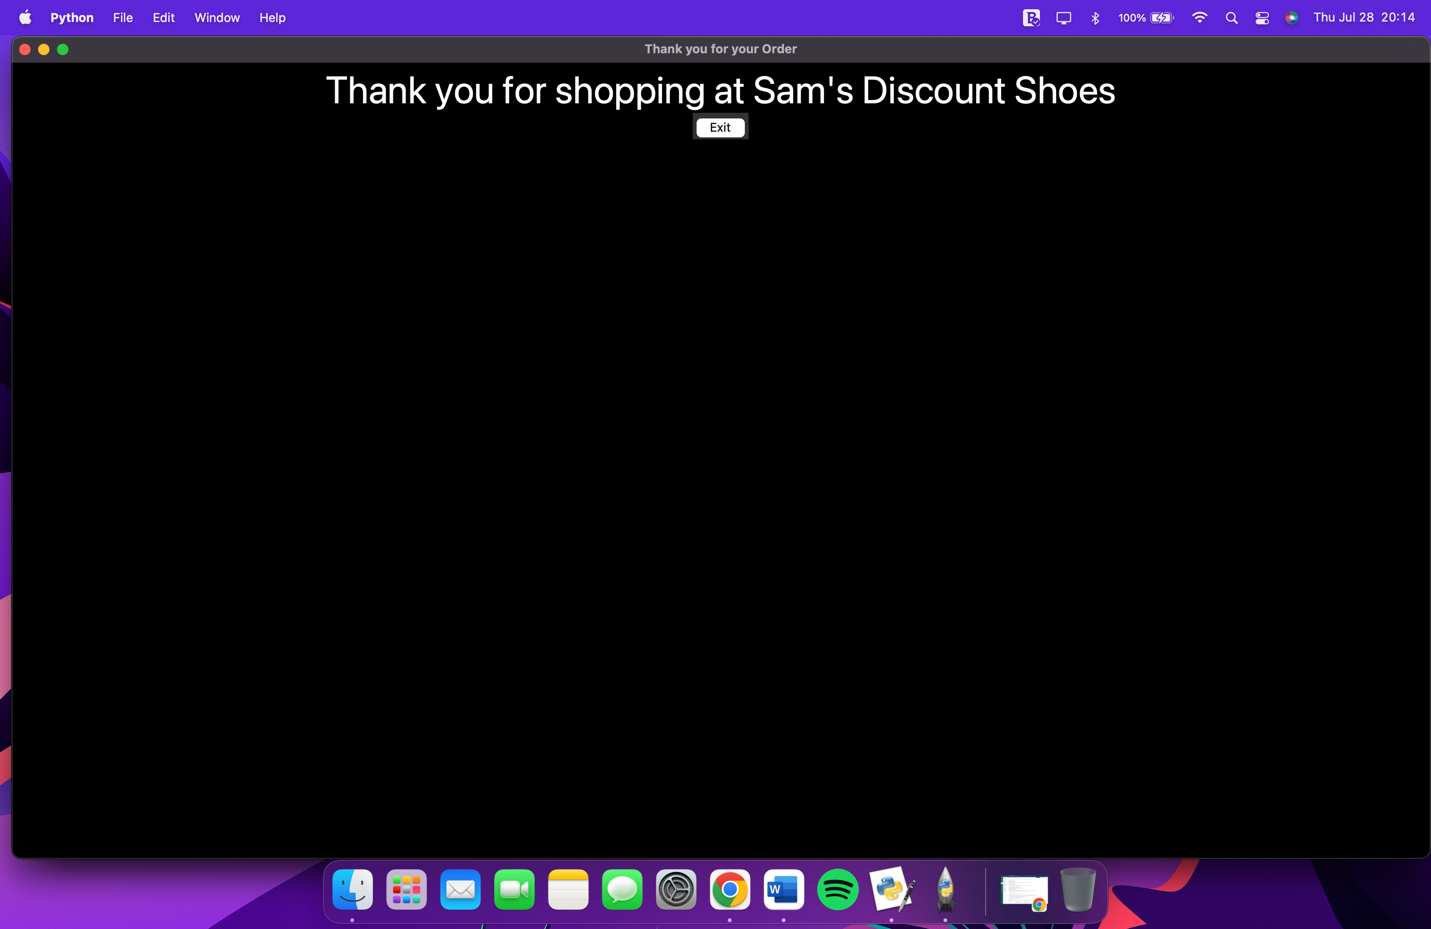 Python File Edit Window Help 100% Thu Jul 28 20:14
Thank you for your Order
Thank you for shopping at Sam's Discount Shoes
Exit
W